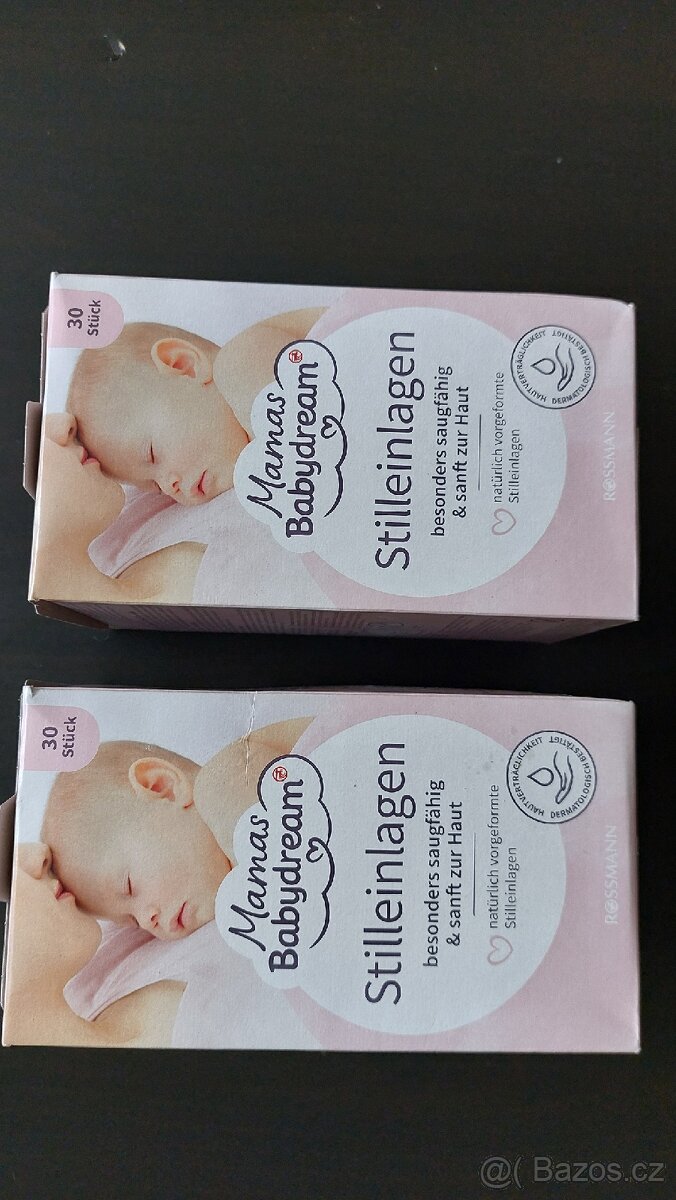 30
Stück
Mamas
Babydream
Stilleinlagen
besonders saugfähig
& sanft zur Haut
natürlich vorgeformte
Stilleinlagen
HAUTVERTRÄGLICHKEIT
DERMATOLOGISCH BESTÄTIGT
ROSSMANN
30
Stück
Mamas
Babydream
Stilleinlagen
besonders saugfähig
& sanft zur Haut
natürlich vorgeformte
Stilleinlagen
HAUTVERTRÄGLICHKEIT
DERMATOLOGISCH BESTÄTIGT
ROSSMANN
@( Bazos.cz